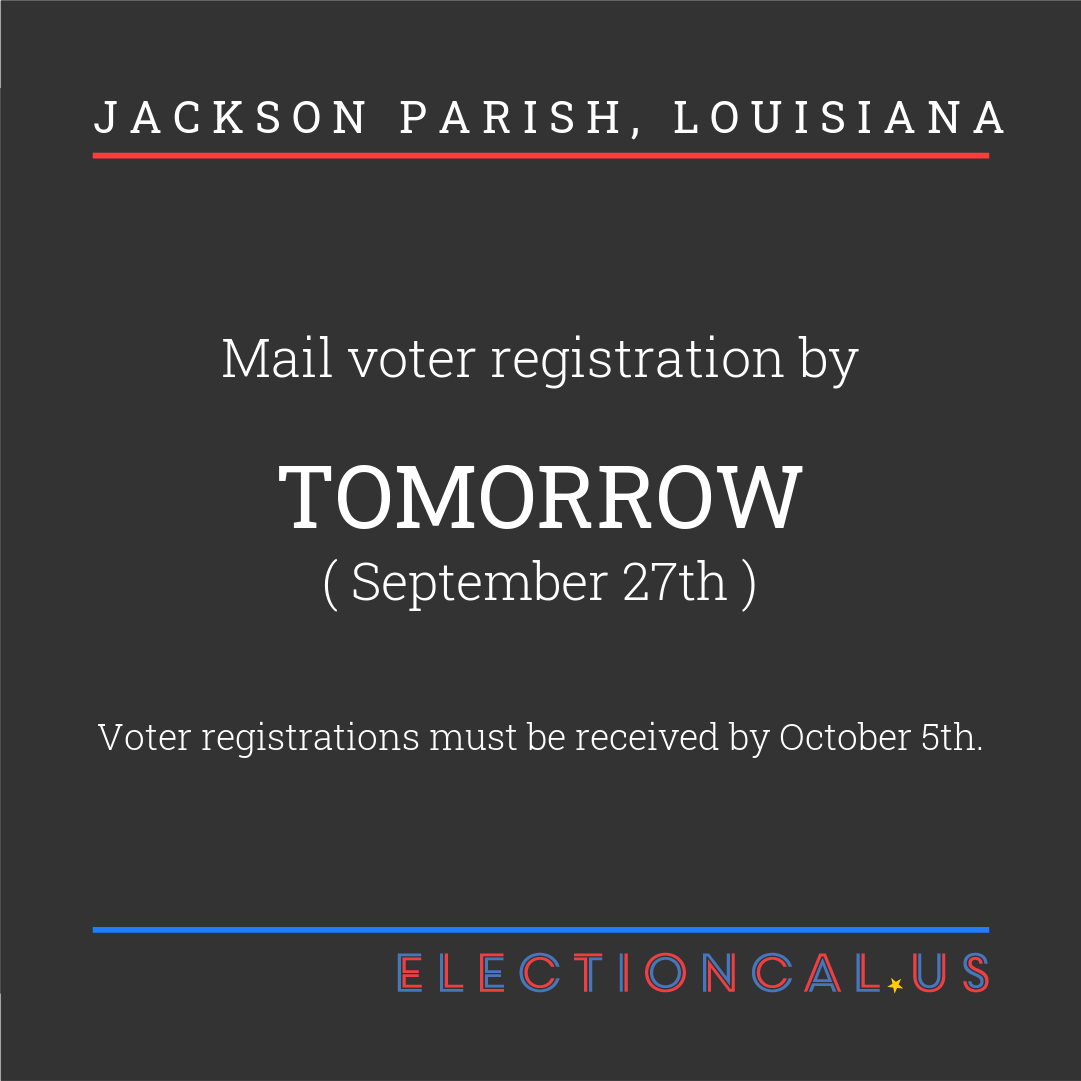 JACKSON PARISH, LOUISIANA
Mail voter registration by
TOMORROW
( September 27th )
Voter registrations must be received by October 5th.
ELECTIONCAL.US